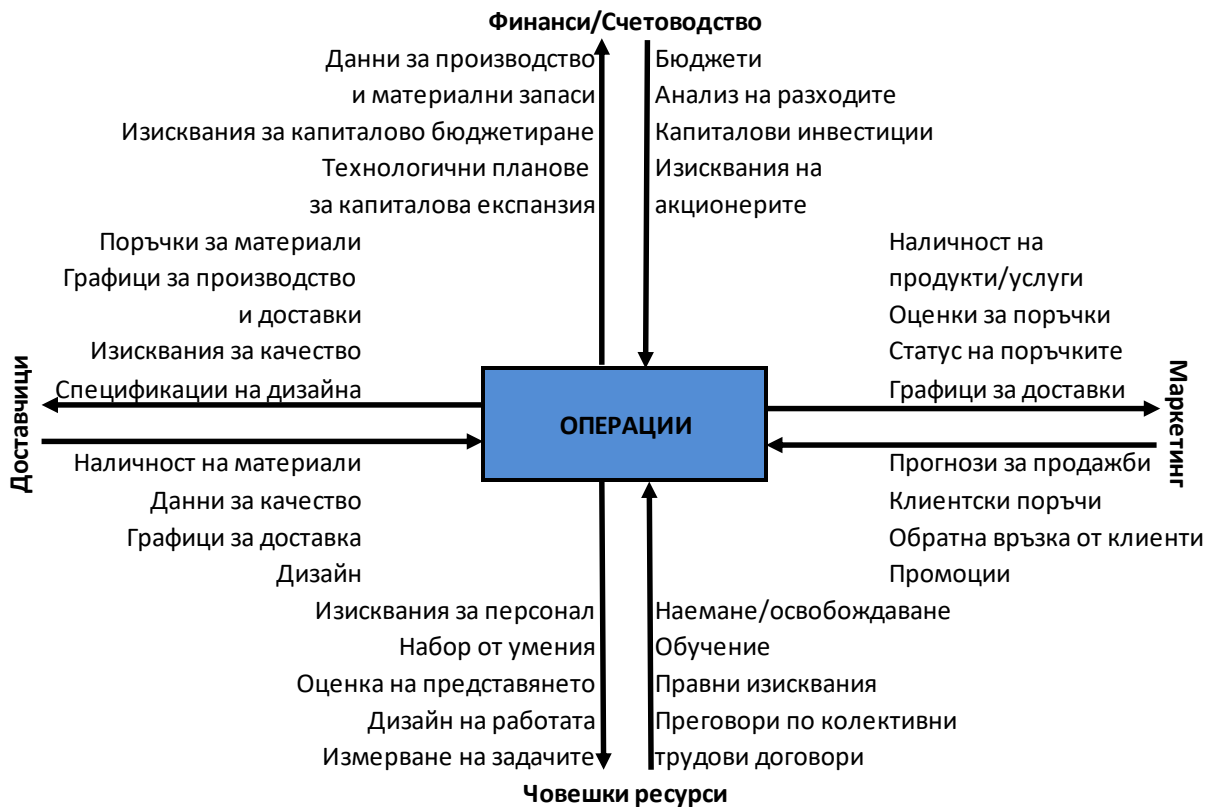 Финанси/Счетоводство
Данни за производство
и материални запаси
Изисквания за капиталово бюджетиране
Технологични планове
за капиталова експанзия
Бюджети
Анализ на разходите
Капиталови инвестиции
Изисквания на
акционерите
Поръчки за материали
Графици за производство
и доставки
Изисквания за качество
Спецификации на дизайна
Наличност на
продукти/услуги
Оценки за поръчки
Статус на поръчките
Графици за доставки
Доставчици
ОПЕРАЦИИ
Маркетинг
Наличност на материали
Данни за качество
Графици за доставка
Дизайн
Прогнози за продажби
Клиентски поръчи
Обратна връзка от клиенти
Промоции
Изисквания за персонал
Набор от умения
Оценка на представянето
Дизайн на работата
Измерване на задачите
Наемане/освобождаване
Обучение
Правни изисквания
Преговори по колективни
трудови договори
Човешки ресурси